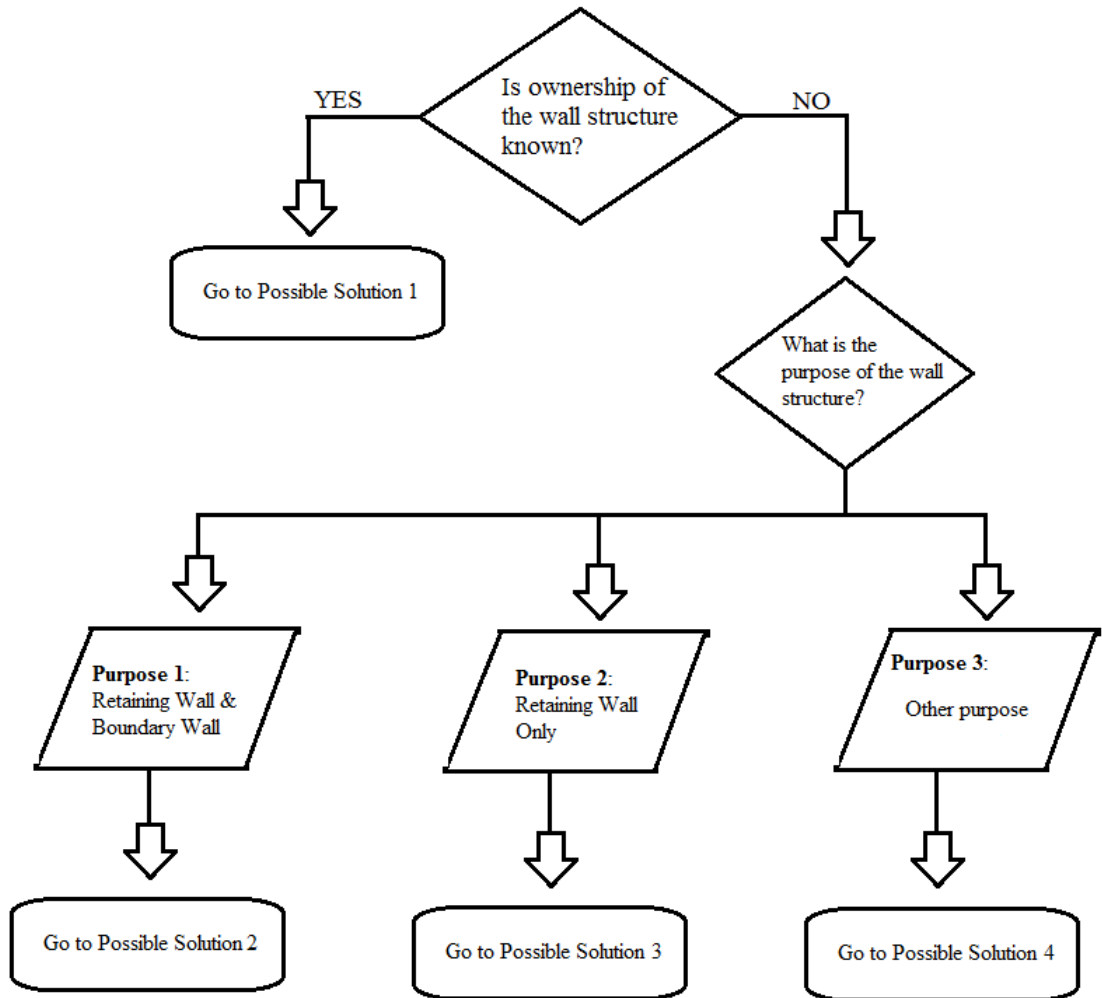 Is ownership of
the wall structure
known?
YES
NO
Go to Possible Solution 1
What is the
purpose of the wall
structure?
Purpose 1:
Retaining Wall &
Boundary Wall
Purpose 2:
Retaining Wall
Only
Purpose 3:
Other purpose
Go to Possible Solution 2
Go to Possible Solution 3
Go to Possible Solution 4